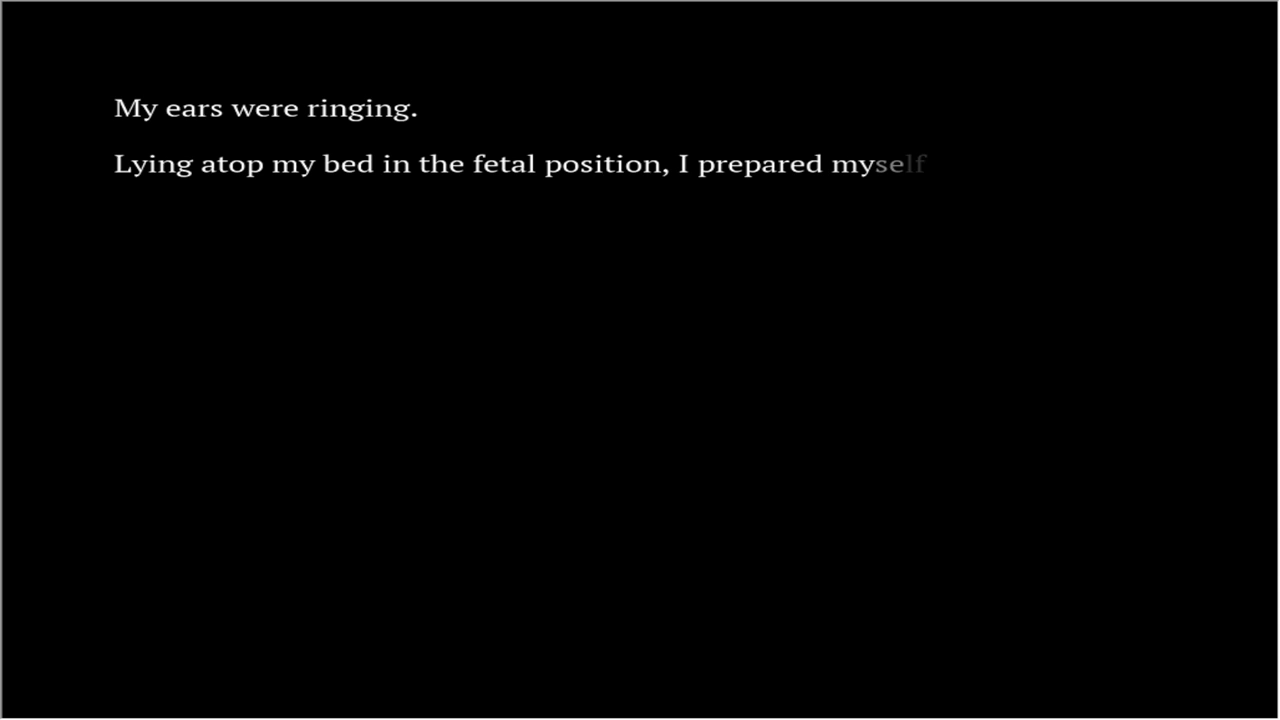 My ears were ringing.
Lying atop my bed in the fetal position, I prepared myself